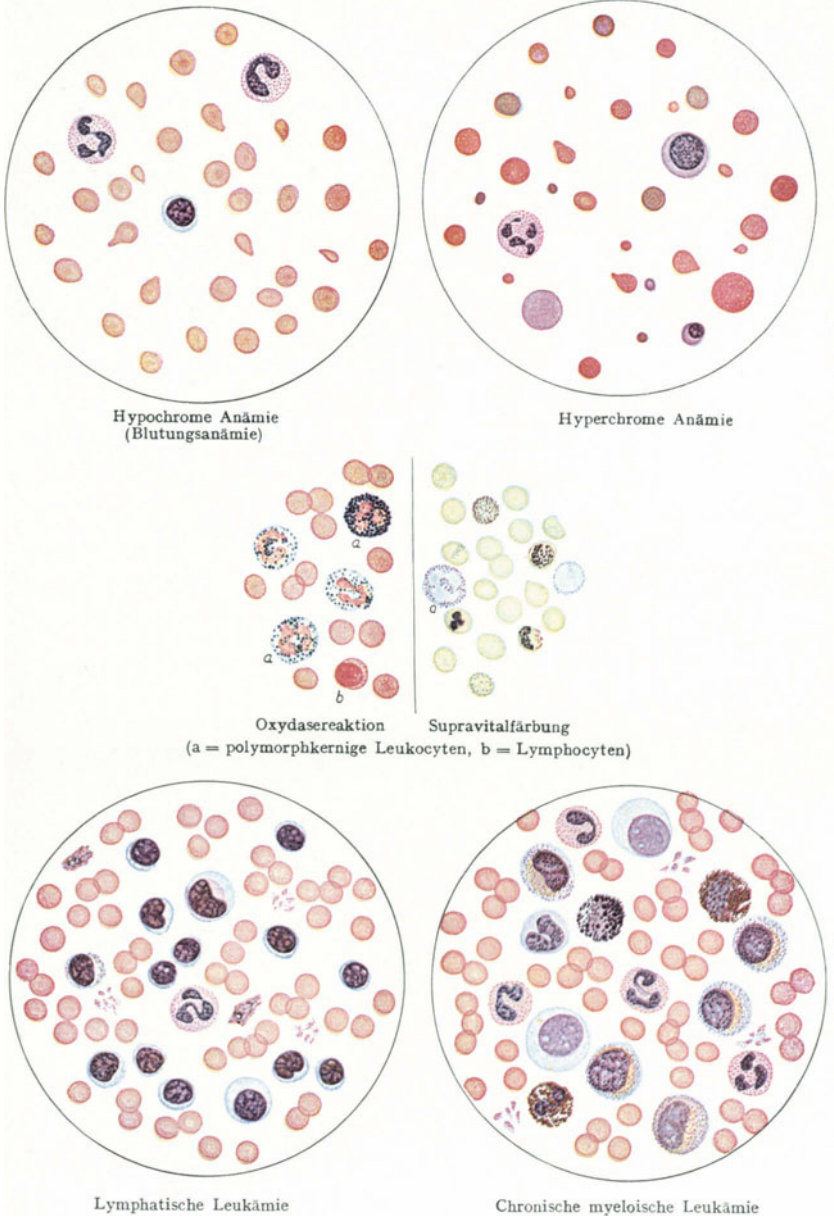 Hypochrome Anämie
(Blutungsanämie)
Hyperchrome Anämie
a
a
b
a
Oxydasereaktion
Supravitalfärbung
(a = polymorphkernige Leukocyten, b = Lymphocyten)
Lymphatische Leukämie
Chronische myeloische Leukämie